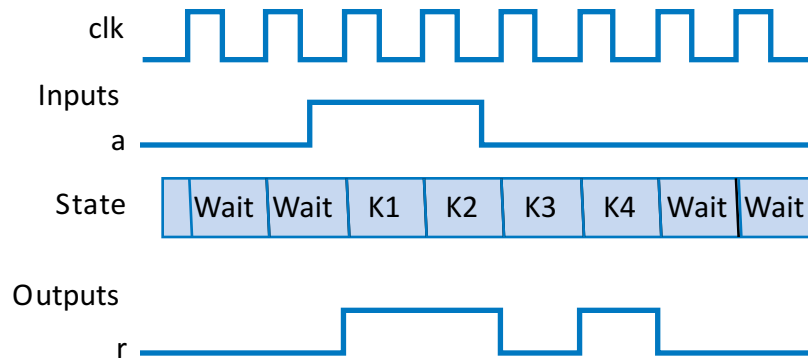 clk
Inputs
a
State Wait Wait K1 K2 K3 K4 Wait Wait
Outputs
r